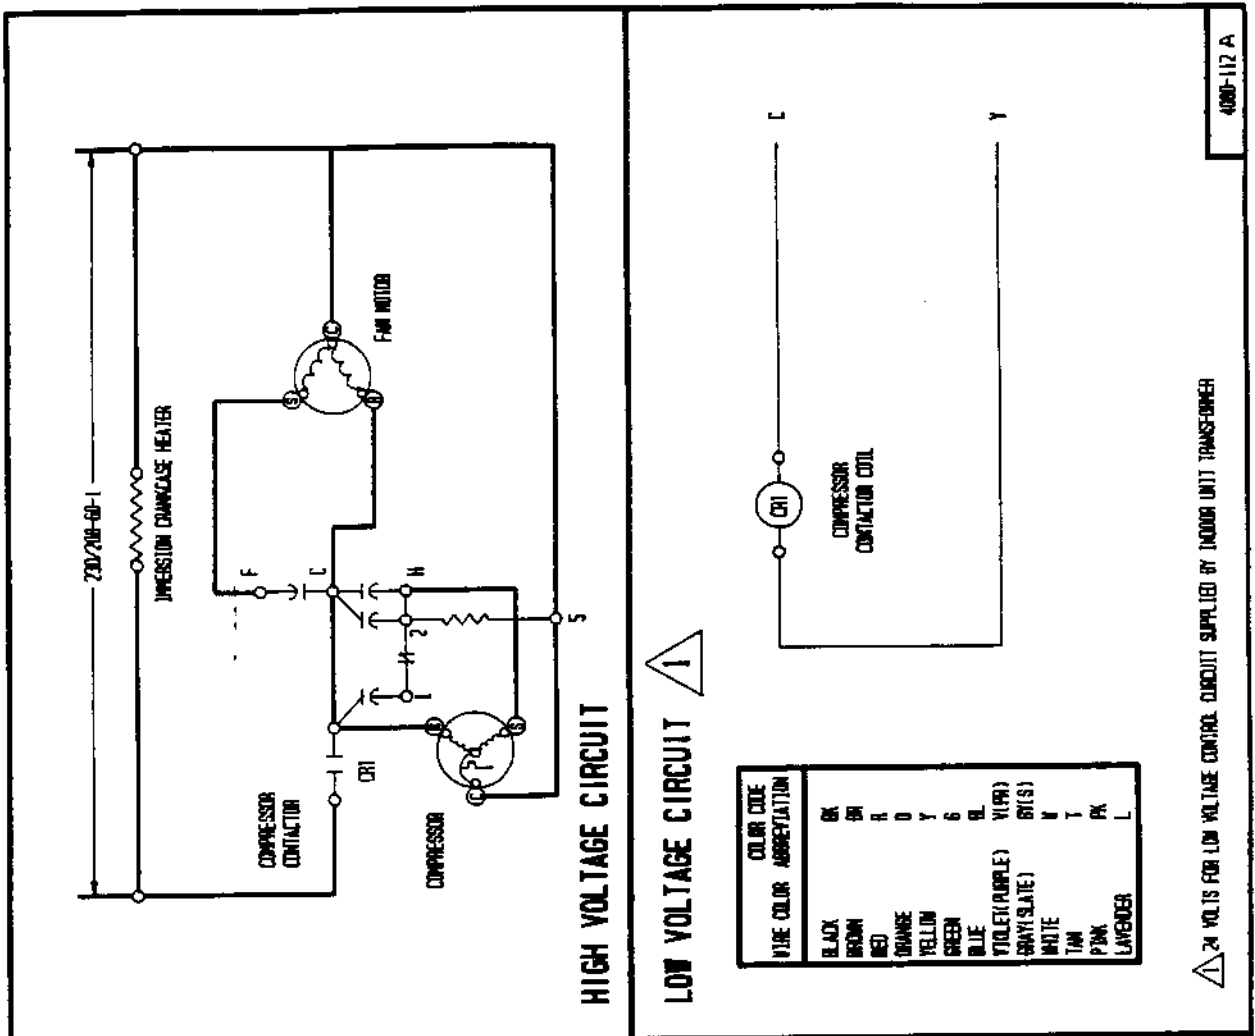 230/208-60-1
IMMERSION CRANKCASE HEATER
FAN MOTOR
C
S
R
F
C
H
2
1
5
COMPRESSOR
CONTACTOR
CR1
COMPRESSOR
R
S
C
HIGH VOLTAGE CIRCUIT
LOW VOLTAGE CIRCUIT 1
C
Y
CR1
COMPRESSOR
CONTACTOR COIL
COLOR CODE
WIRE COLOR ABBREVIATION
BLACK BK
BROWN BN
RED R
ORANGE O
YELLOW Y
GREEN G
BLUE BL
VIOLET(PURPLE) V(PR)
GRAY(SLATE) GY(S)
WHITE W
TAN T
PINK PK
LAVENDER L
1 24 VOLTS FOR LOW VOLTAGE CONTROL CIRCUIT SUPPLIED BY INDOOR UNIT TRANSFORMER
4080-112 A